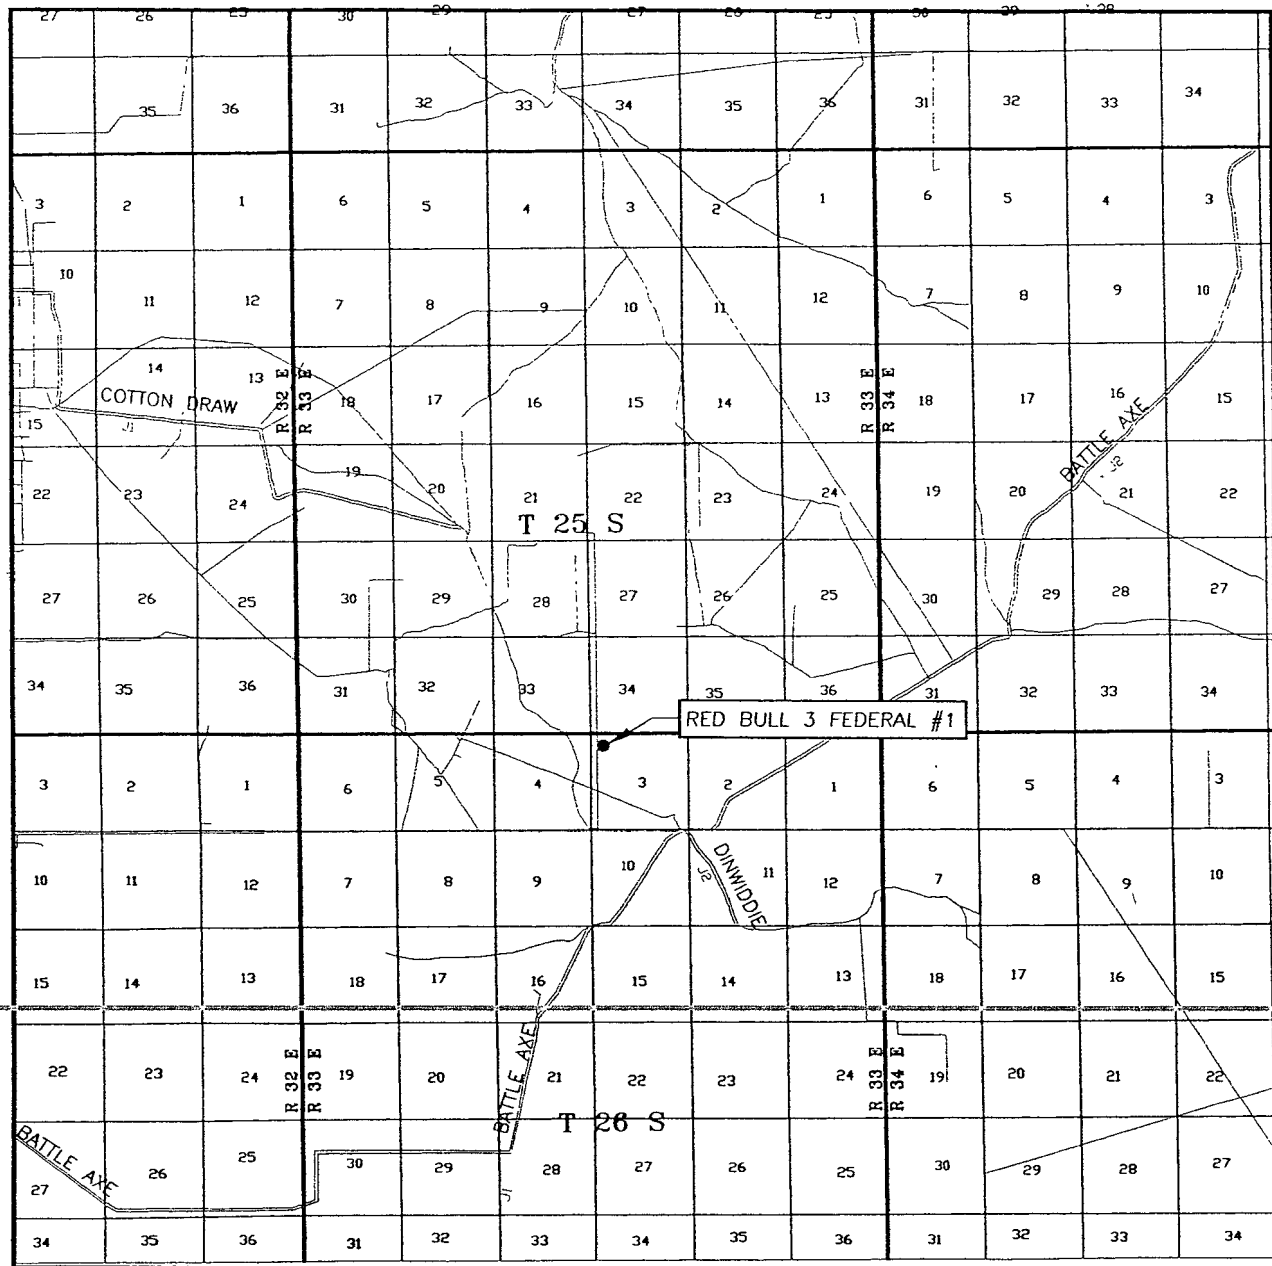 27 26 25 30 29 27 26 25 30 29 28
35 36 31 32 33 34 35 36 31 32 33 34
3 2 1 6 5 4 3 2 1 6 5 4 3
10 11 12 7 8 9 10 11 12 7 8 9 10
14 13 18 17 16 15 14 13 18 17 16 15
R 32 E
R 33 E
R 33 E
R 34 E
COTTON DRAW
J1
15
BATTLE AXE
J2
22 23 24 19 20 21 22 23 24 19 20 21 22
T 25 S
27 26 25 30 29 28 27 26 25 30 29 28 27
34 35 36 31 32 33 34 35 36 31 32 33 34
RED BULL 3 FEDERAL #1
3 2 1 6 5 4 3 2 1 6 5 4 3
10 11 12 7 8 9 10 11 12 7 8 9 10
J2
DINWIDDIE
15 14 13 18 17 16 15 14 13 18 17 16 15
BATTLE AXE
R 32 E
R 33 E
R 33 E
R 34 E
22 23 24 19 20 21 22 23 24 19 20 21 22
T 26 S
BATTLE AXE
27 26 25 30 29 28 27 26 25 30 29 28 27
J1
34 35 36 31 32 33 34 35 36 31 32 33 34